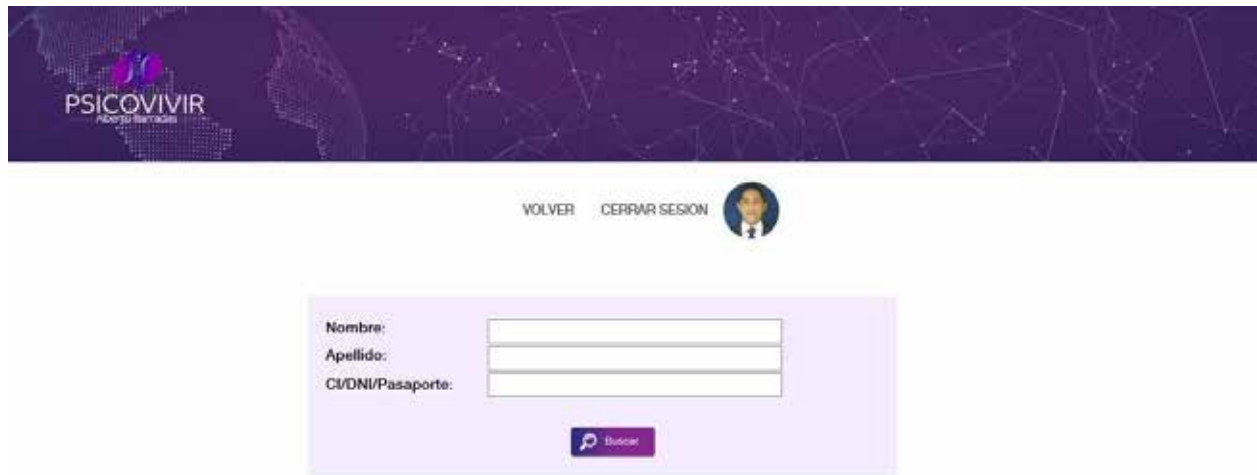 PSICOVIVIR
Alberto Barradas
VOLVER CERRAR SESION
Nombre:
Apellido:
CI/DNI/Pasaporte:
Buscar